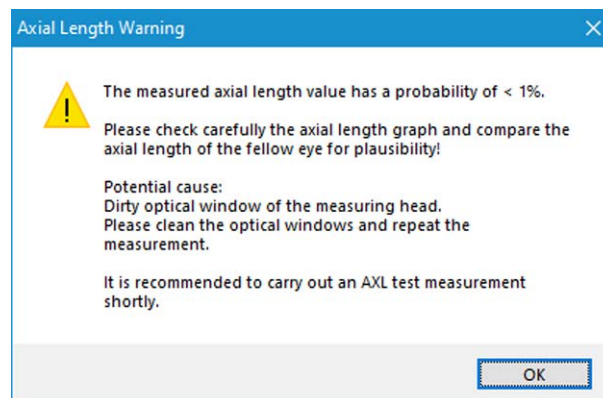 Axial Length Warning
The measured axial length value has a probability of < 1%.
Please check carefully the axial length graph and compare the
axial length of the fellow eye for plausibility!
Potential cause:
Dirty optical window of the measuring head.
Please clean the optical windows and repeat the
measurement.
It is recommended to carry out an AXL test measurement
shortly.
OK